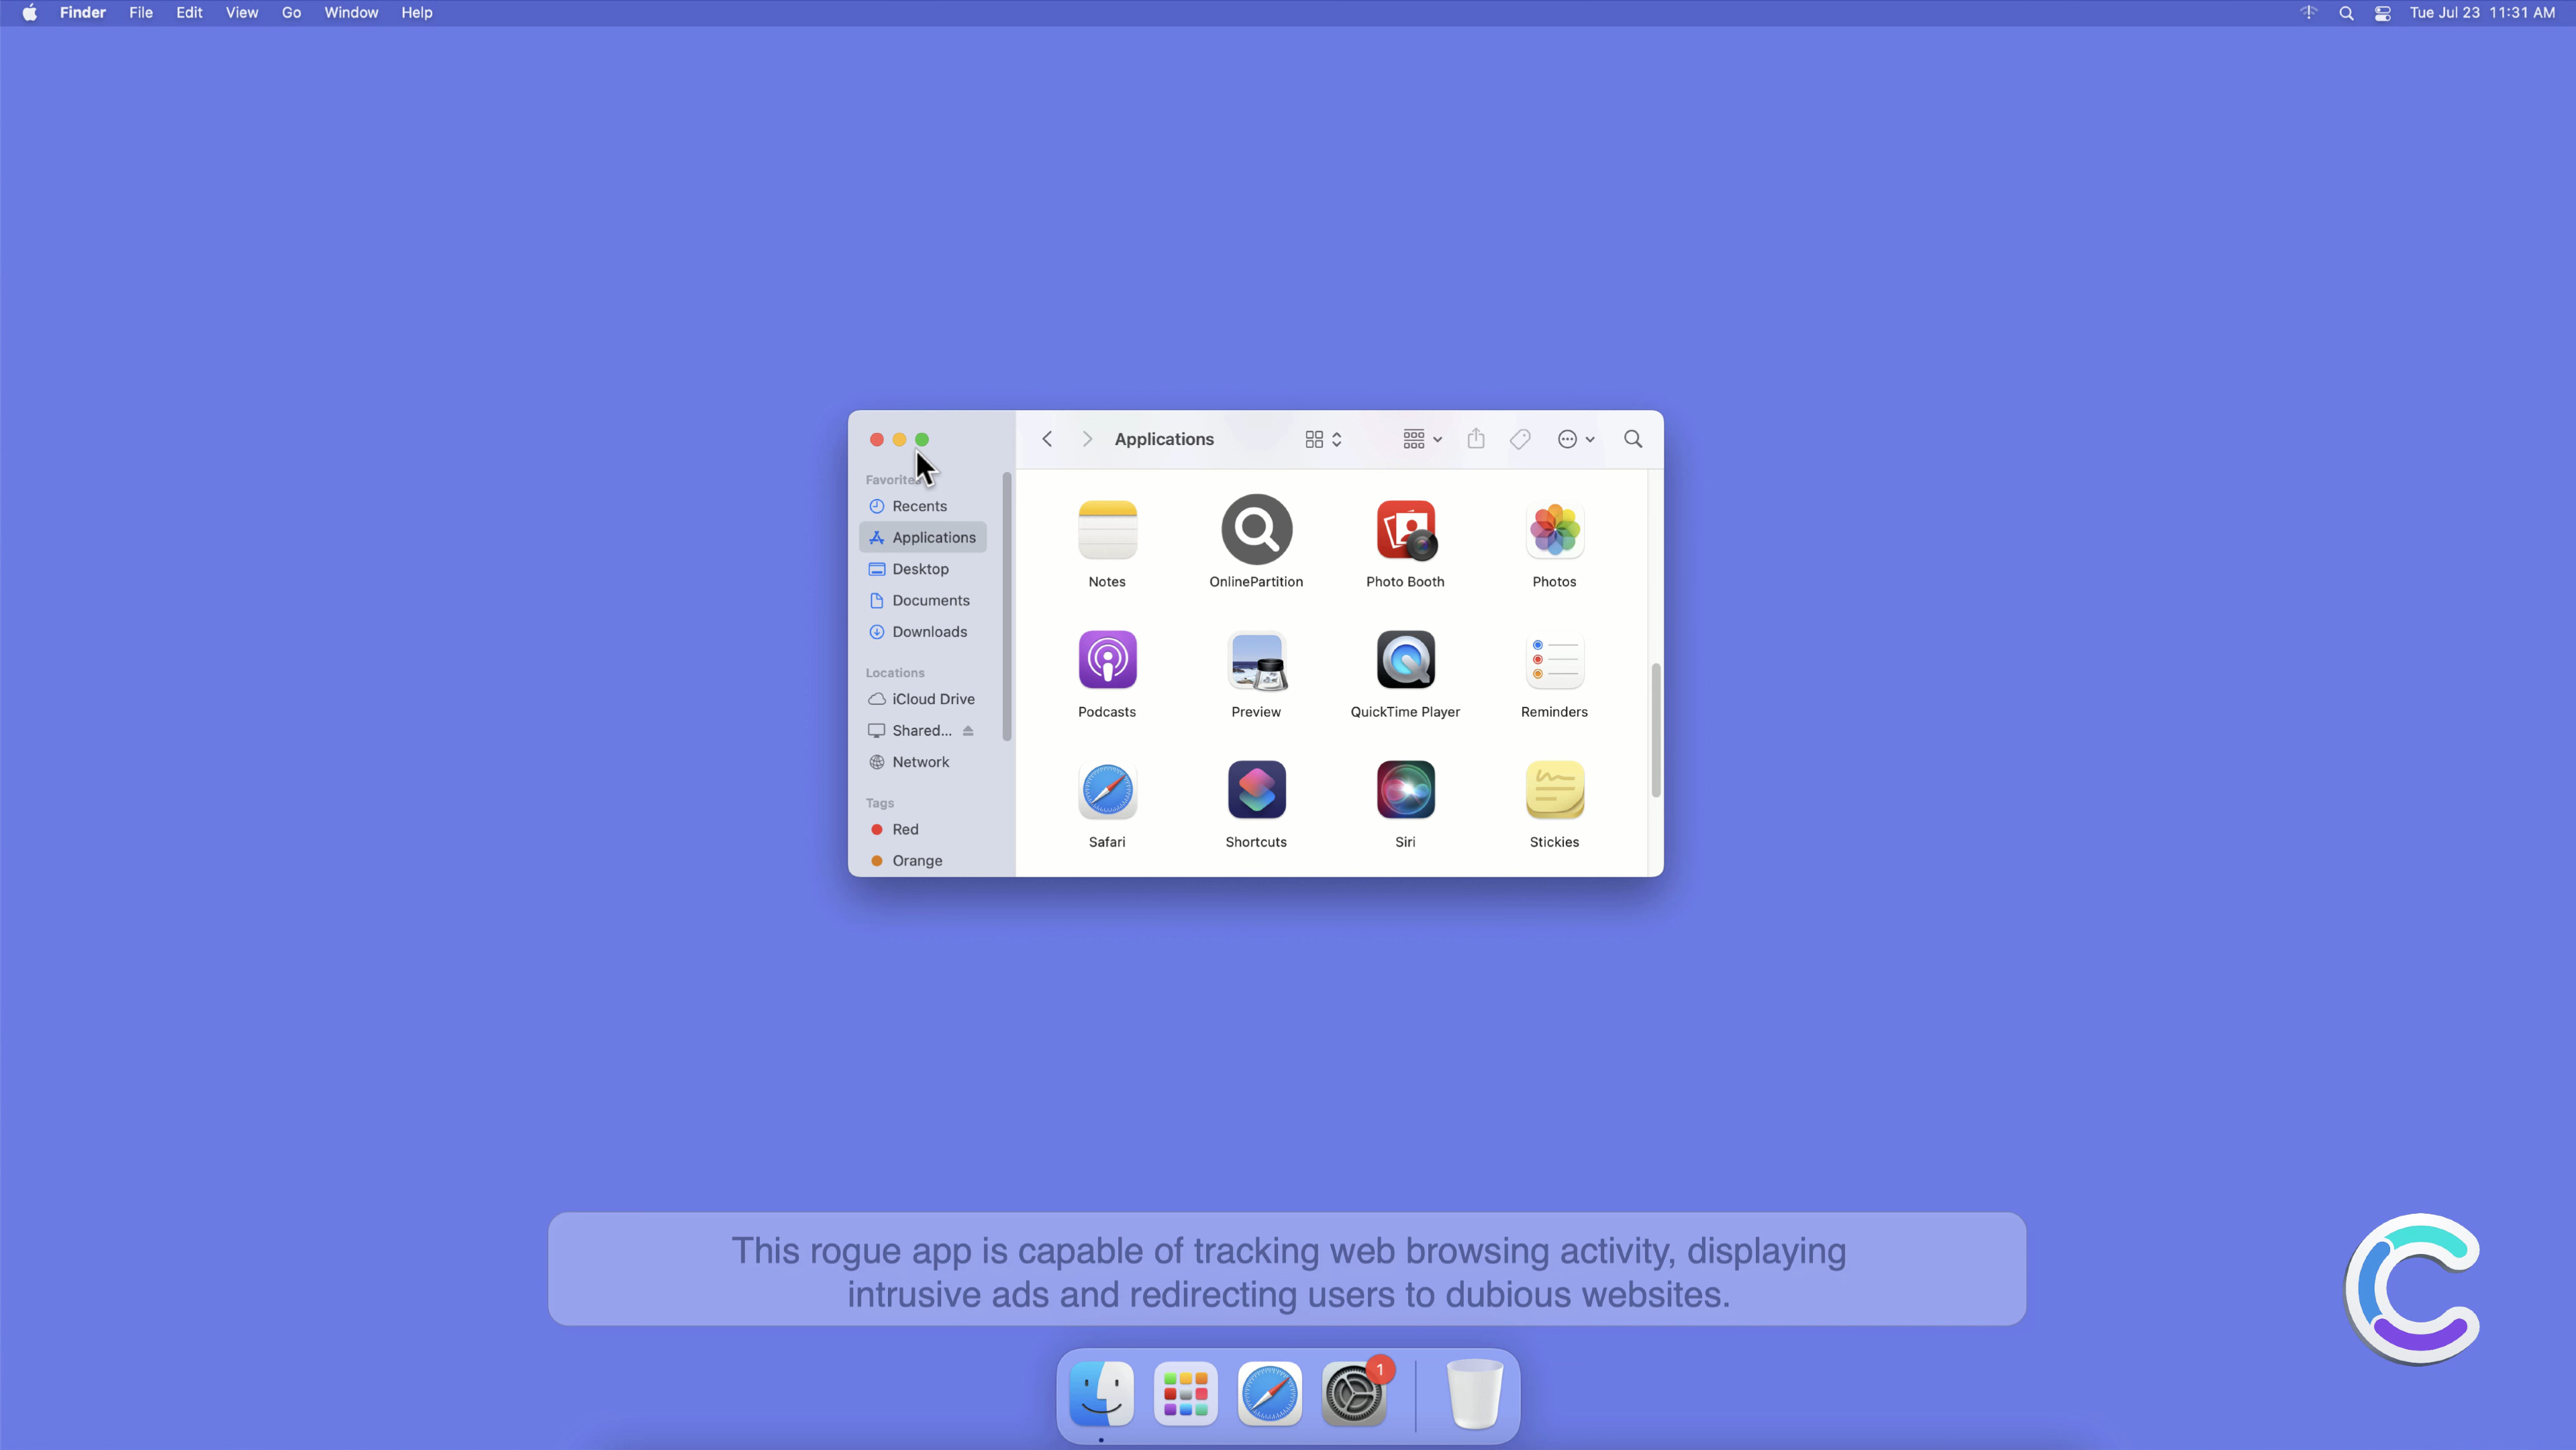 Finder File Edit View Go Window Help
Tue Jul 23 11:31 AM
Applications
Favorites
Recents
Applications
Desktop
Documents
Downloads
Locations
iCloud Drive
Shared...
Network
Tags
Red
Orange
Notes OnlinePartition Photo Booth Photos
Podcasts Preview QuickTime Player Reminders
Safari Shortcuts Siri Stickies
This rogue app is capable of tracking web browsing activity, displaying
intrusive ads and redirecting users to dubious websites.
1